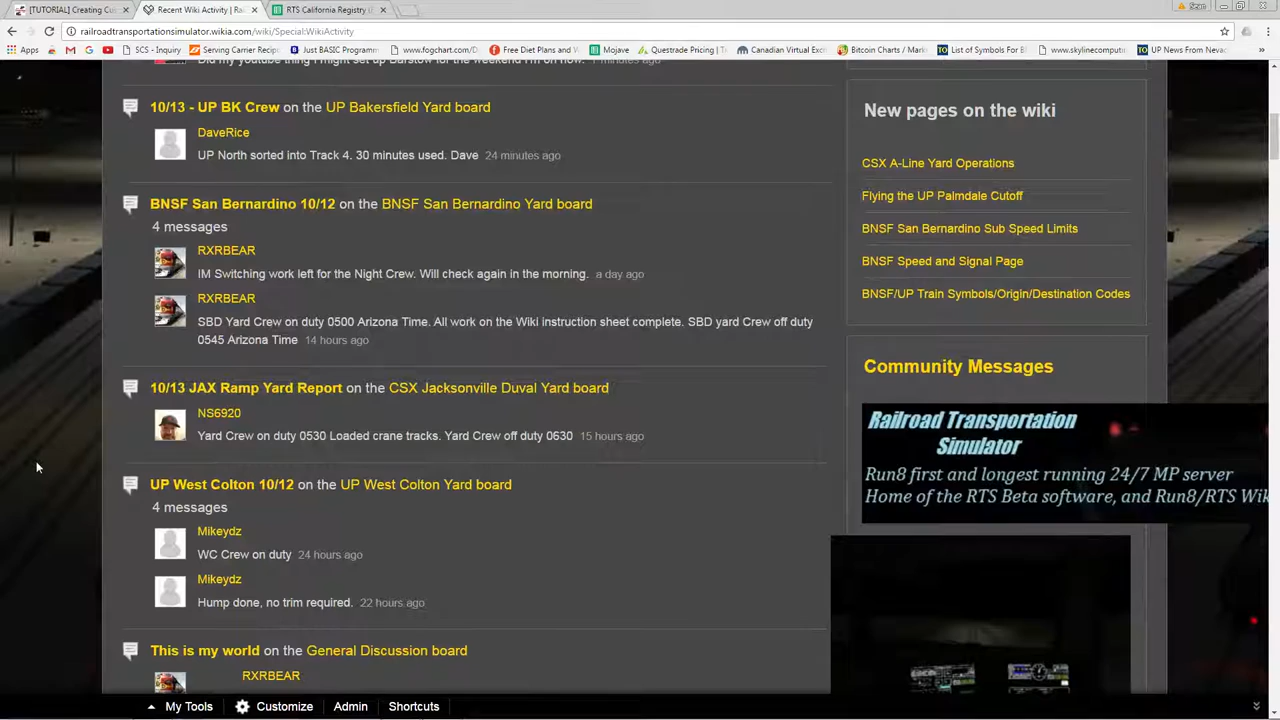 [TUTORIAL] Creating Cu
Recent Wiki Activity | Rai
RTS California Registry (
Sean
railroadtransportationsimulator.wikia.com/wiki/Special:WikiActivity
Apps
SCS - Inquiry
Serving Carrier Recipr
Just BASIC Programmi
www.fogchart.com/D
Free Diet Plans and W
Mojave
Questrade Pricing | Tr
Canadian Virtual Exch
Bitcoin Charts / Mark
List of Symbols For B
www.skylinecomputi
UP News From Nevad
Did my youtube thing I might set up Barstow for the weekend I'm on now.
10/13 - UP BK Crew on the UP Bakersfield Yard board
DaveRice
UP North sorted into Track 4. 30 minutes used. Dave 24 minutes ago
BNSF San Bernardino 10/12 on the BNSF San Bernardino Yard board
4 messages
RXRBEAR
IM Switching work left for the Night Crew. Will check again in the morning. a day ago
RXRBEAR
SBD Yard Crew on duty 0500 Arizona Time. All work on the Wiki instruction sheet complete. SBD yard Crew off duty
0545 Arizona Time 14 hours ago
10/13 JAX Ramp Yard Report on the CSX Jacksonville Duval Yard board
NS6920
Yard Crew on duty 0530 Loaded crane tracks. Yard Crew off duty 0630 15 hours ago
UP West Colton 10/12 on the UP West Colton Yard board
4 messages
Mikeydz
WC Crew on duty 24 hours ago
Mikeydz
Hump done, no trim required. 22 hours ago
This is my world on the General Discussion board
RXRBEAR
New pages on the wiki
CSX A-Line Yard Operations
Flying the UP Palmdale Cutoff
BNSF San Bernardino Sub Speed Limits
BNSF Speed and Signal Page
BNSF/UP Train Symbols/Origin/Destination Codes
Community Messages
Railroad Transportation
Simulator
Run8 first and longest running 24/7 MP server
Home of the RTS Beta software, and Run8/RTS Wik
My Tools
Customize
Admin
Shortcuts